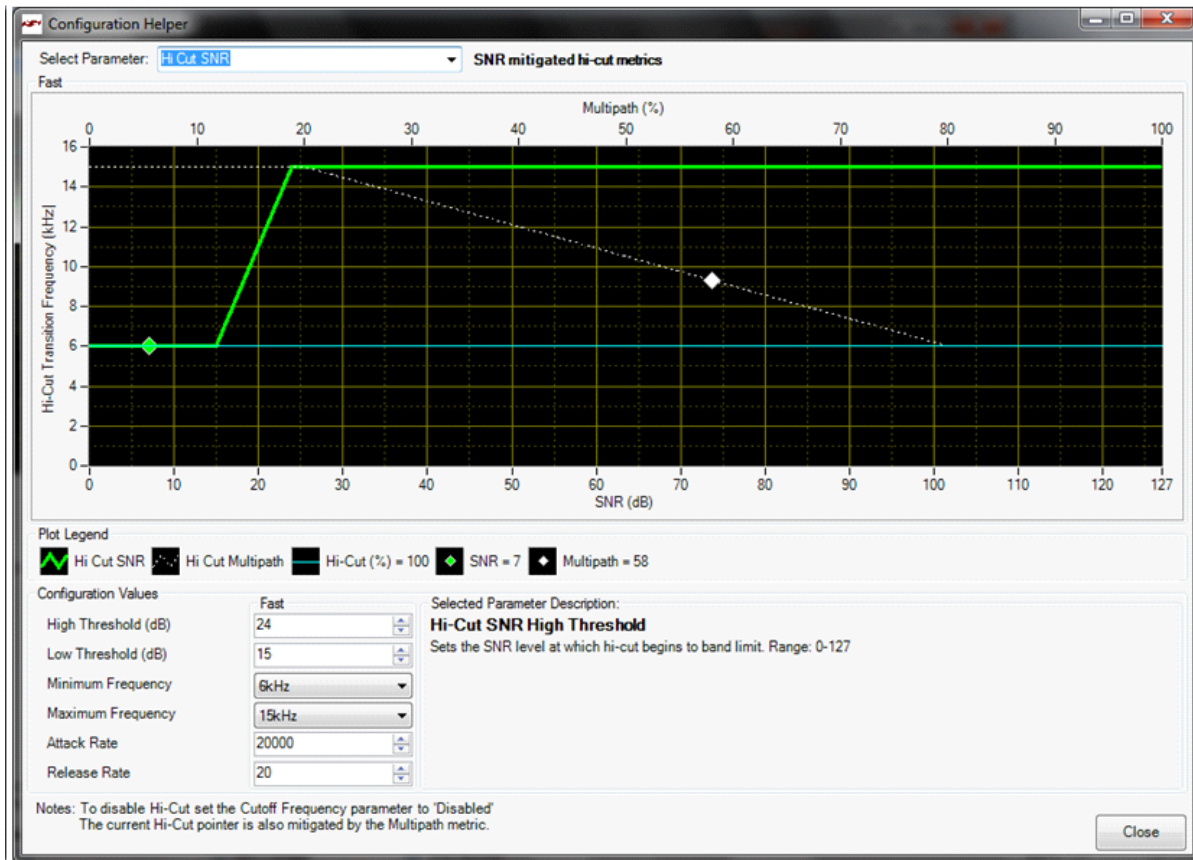 Configuration Helper
Select Parameter: Hi Cut SNR SNR mitigated hi-cut metrics
Fast
Multipath (%)
0 10 20 30 40 50 60 70 80 90 100
Hi-Cut Transition Frequency (kHz)
16
14
12
10
8
6
4
2
0
0 10 20 30 40 50 60 70 80 90 100 110 120 127
SNR (dB)
Plot Legend
Hi Cut SNR Hi Cut Multipath Hi-Cut (%) = 100 SNR = 7 Multipath = 58
Configuration Values
Fast
High Threshold (dB) 24
Low Threshold (dB) 15
Minimum Frequency 6kHz
Maximum Frequency 15kHz
Attack Rate 20000
Release Rate 20
Selected Parameter Description:
Hi-Cut SNR High Threshold
Sets the SNR level at which hi-cut begins to band limit. Range: 0-127
Notes: To disable Hi-Cut set the Cutoff Frequency parameter to 'Disabled'
The current Hi-Cut pointer is also mitigated by the Multipath metric.
Close